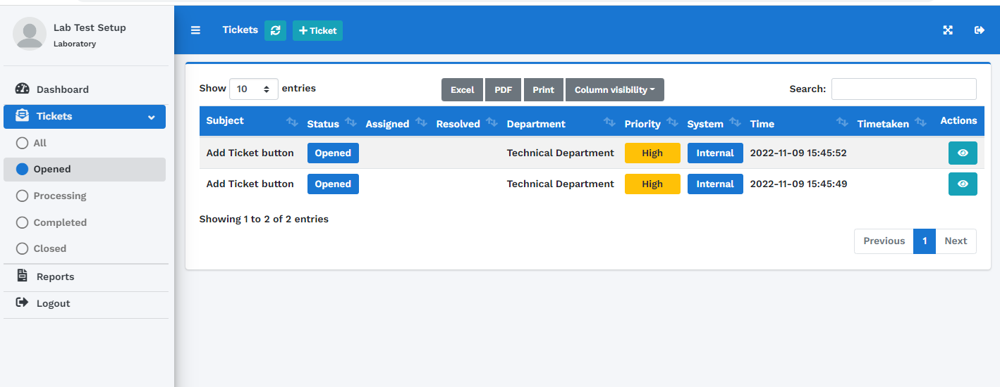 Lab Test Setup
Laboratory
Dashboard
Tickets
All
Opened
Processing
Completed
Closed
Reports
Logout
Tickets + Ticket
Show 10 entries Excel PDF Print Column visibility Search:
Subject Status Assigned Resolved Department Priority System Time Timetaken Actions
Add Ticket button Opened Technical Department High Internal 2022-11-09 15:45:52
Add Ticket button Opened Technical Department High Internal 2022-11-09 15:45:49
Showing 1 to 2 of 2 entries
Previous 1 Next